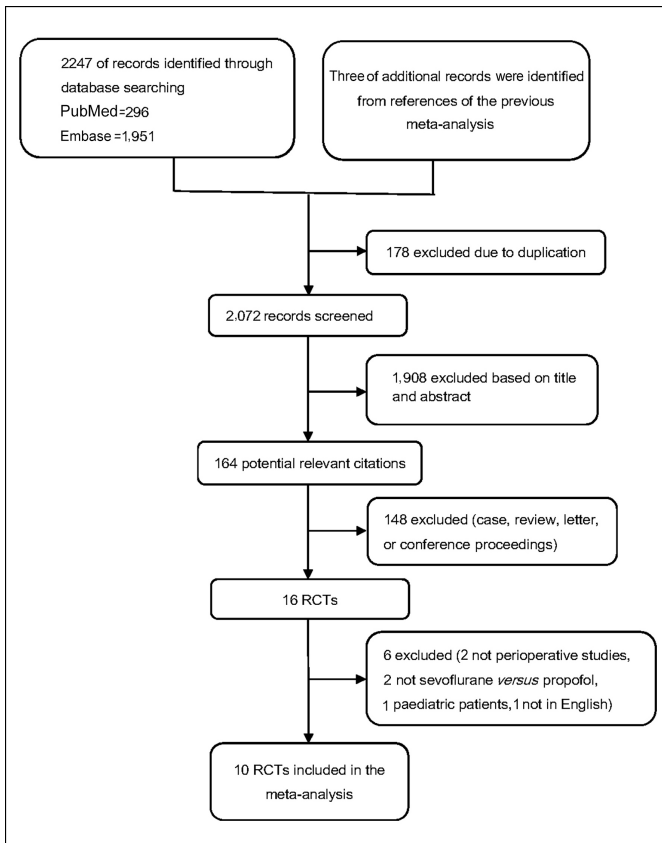 2247 of records identified through
database searching
PubMed=296
Embase=1,951
Three of additional records were identified
from references of the previous
meta-analysis
178 excluded due to duplication
2,072 records screened
1,908 excluded based on title
and abstract
164 potential relevant citations
148 excluded (case, review, letter,
or conference proceedings)
16 RCTs
6 excluded (2 not perioperative studies,
2 not sevoflurane versus propofol,
1 paediatric patients,1 not in English)
10 RCTs included in the
meta-analysis